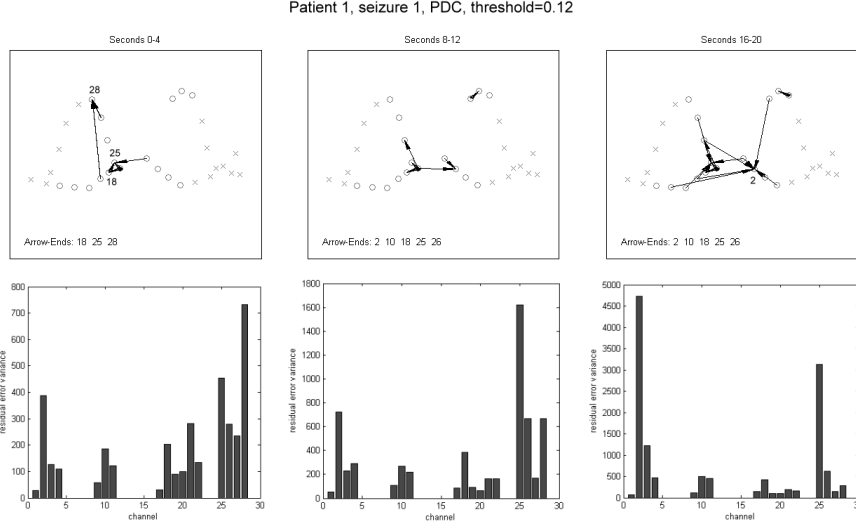 Patient 1, seizure 1, PDC, threshold=0.12
Seconds 0-4
Seconds 8-12
Seconds 16-20
28
25
18
2
Arrow-Ends: 18 25 28
Arrow-Ends: 2 10 18 25 26
Arrow-Ends: 2 10 18 25 26
800
700
600
500
400
300
200
100
0
residual error variance
0 5 10 15 20 25 30
channel
1800
1600
1400
1200
1000
800
600
400
200
0
residual error variance
0 5 10 15 20 25 30
channel
5000
4500
4000
3500
3000
2500
2000
1500
1000
500
0
residual error variance
0 5 10 15 20 25 30
channel